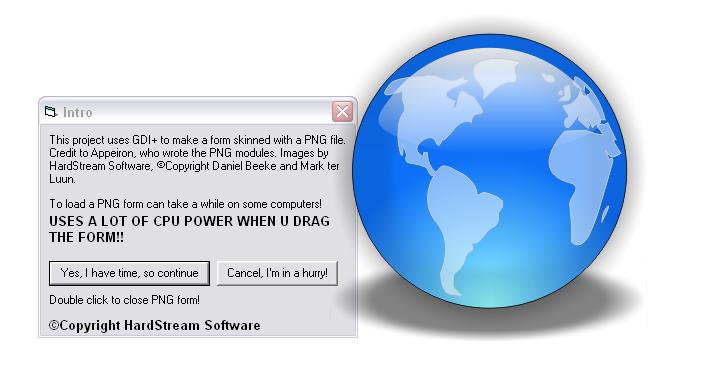 Intro
This project uses GDI+ to make a form skinned with a PNG file.
Credit to Appeiron, who wrote the PNG modules. Images by
HardStream Software, ©Copyright Daniel Beeke and Mark ter
Luun.
To load a PNG form can take a while on some computers!
USES A LOT OF CPU POWER WHEN U DRAG
THE FORM!!
Yes, I have time, so continue Cancel, I'm in a hurry!
Double click to close PNG form!
©Copyright HardStream Software